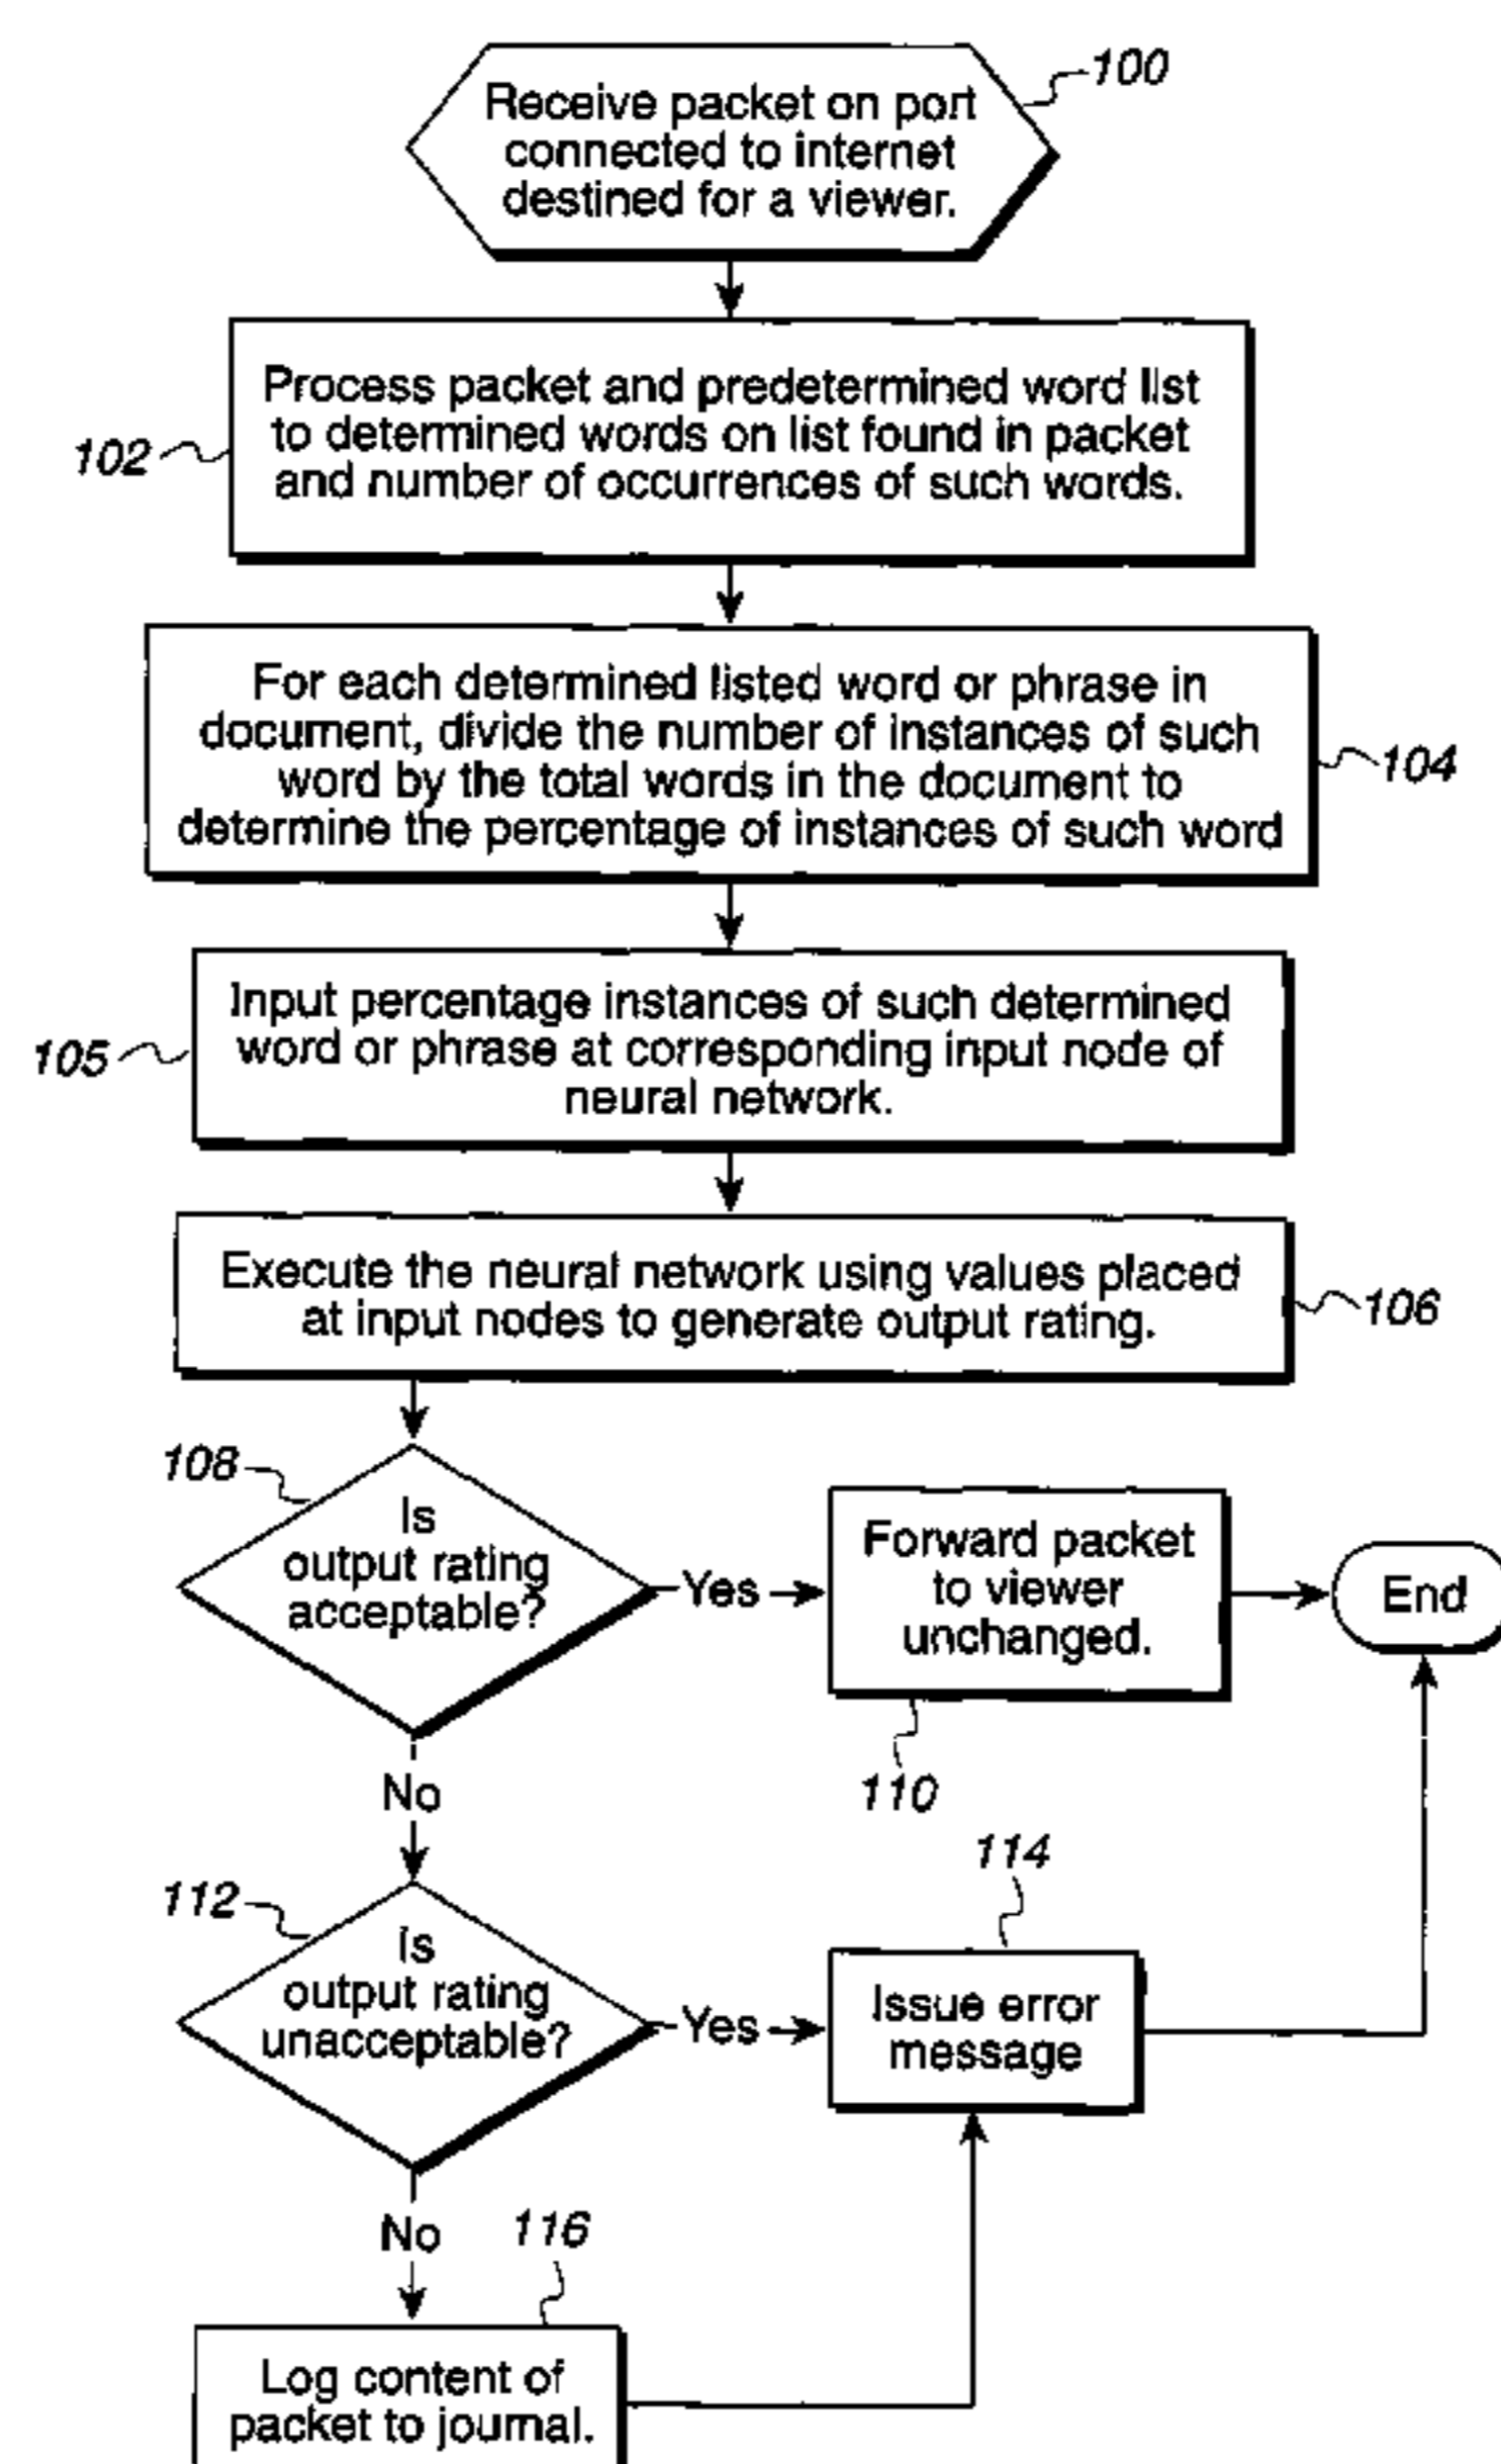 100
Receive packet on port
connected to internet
destined for a viewer.
Process packet and predetermined word list
to determined words on list found in packet
and number of occurrences of such words.
102
For each determined listed word or phrase in
document, divide the number of instances of such
word by the total words in the document to
determine the percentage of instances of such word
104
Input percentage instances of such determined
word or phrase at corresponding input node of
neural network.
105
Execute the neural network using values placed
at input nodes to generate output rating.
106
108
Is
output rating
acceptable?
Yes
Forward packet
to viewer
unchanged.
End
110
No
112
Is
output rating
unacceptable?
Yes
114
Issue error
message
No
116
Log content of
packet to journal.